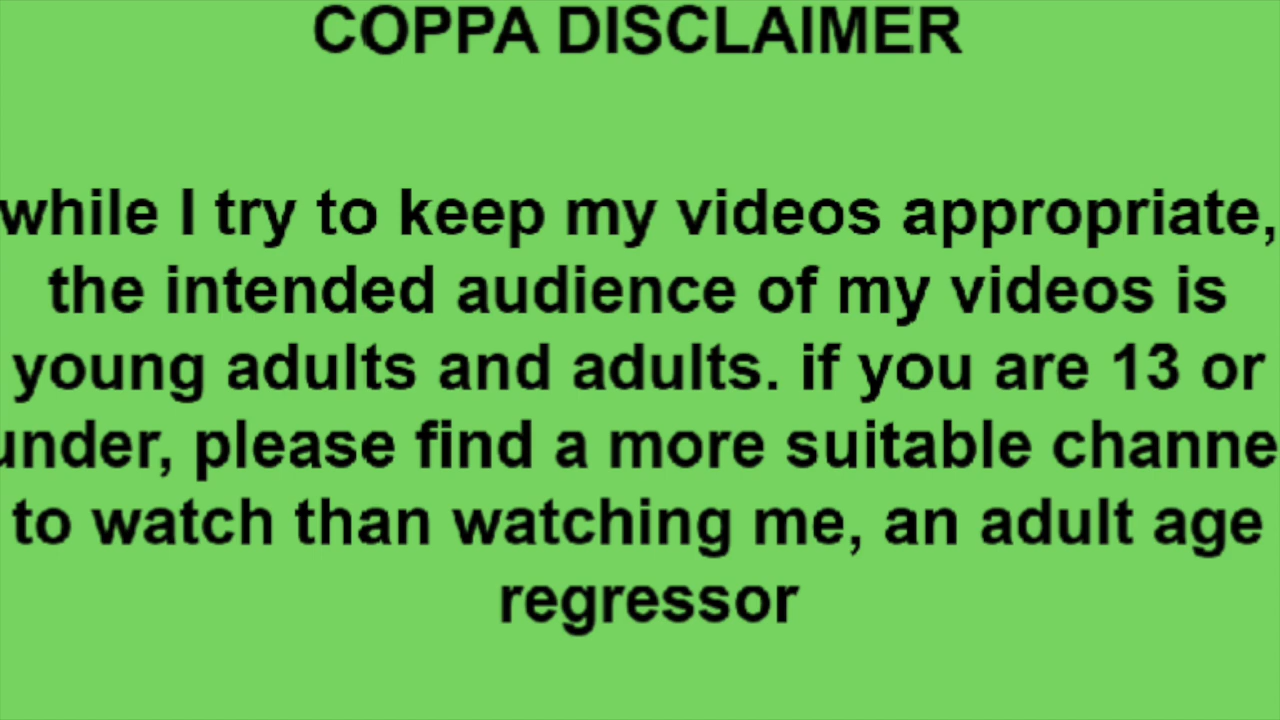 COPPA DISCLAIMER
while I try to keep my videos appropriate,
the intended audience of my videos is
young adults and adults. if you are 13 or
under, please find a more suitable channe
to watch than watching me, an adult age
regressor